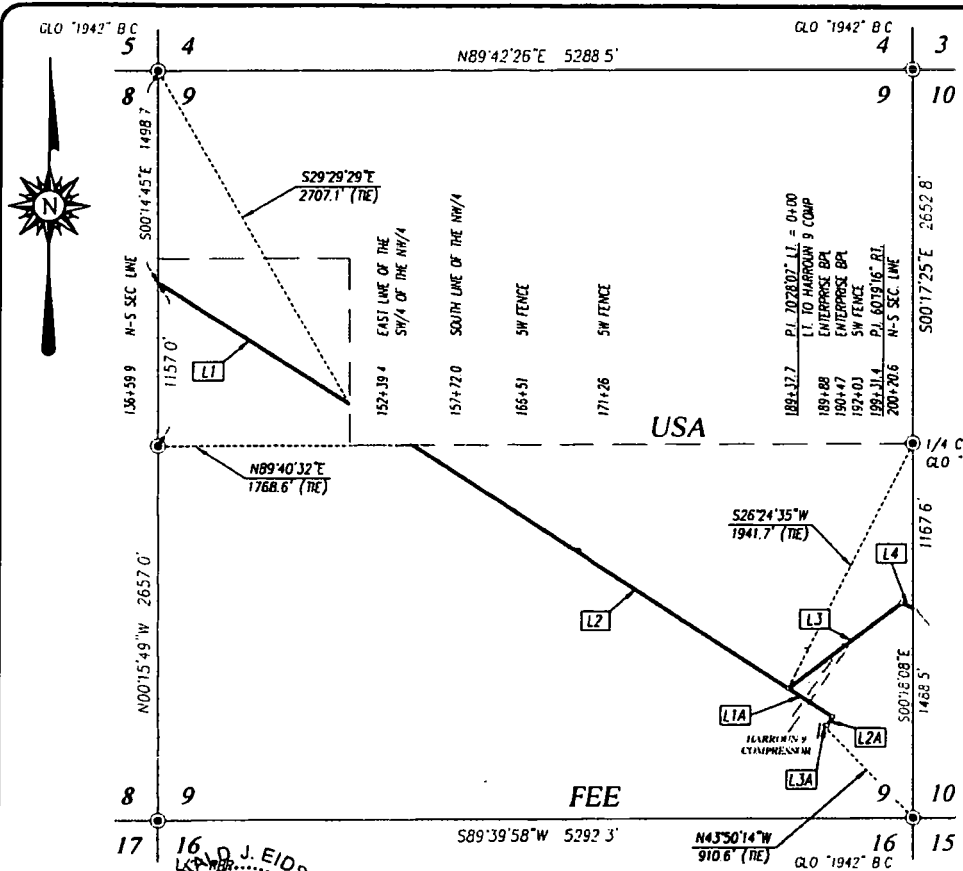 GLO "1942" B C
GLO "1942" B C
5 4
4 3
N89°42'26"E 5288 5'
8 9
9 10
S00°14'45"E 1498 7
S29°29'29"E
2707.1' (TIE)
N
136+59 9 N-S SEC LINE
1157 0'
L1
152+39 4 EAST LINE OF THE
SW/4 OF THE NW/4
157+72 0 SOUTH LINE OF THE NW/4
166+51 5W FENCE
171+26 5W FENCE
189+37.7 P.I. 70°28'07" LT. = 0+00
LT. TO HARROUN 9 COMP
189+88 ENTERPRISE BPL
190+47 ENTERPRISE BPL
192+03 5W FENCE
199+31.4 P.I. 60°19'16" RT.
200+20.6 N-S SEC. LINE
S00°17'25"E 2652 8'
USA
1/4 C
GLO "
N89°40'32"E
1768.6' (TIE)
S26°24'35"W
1941.7' (TIE)
1167 6'
L4
L3
N00°15'49"W 2657 0'
L2
S00°18'08"E
1488 5'
L1A
L2A
HARROUN 9
COMPRESSOR
L3A
8 9
FEE
9 10
17 16
S89°39'58"W 5292 3'
N43°50'14"W
910 6' (TIE)
16 15
GLO "1942" B C
ALD J. EID